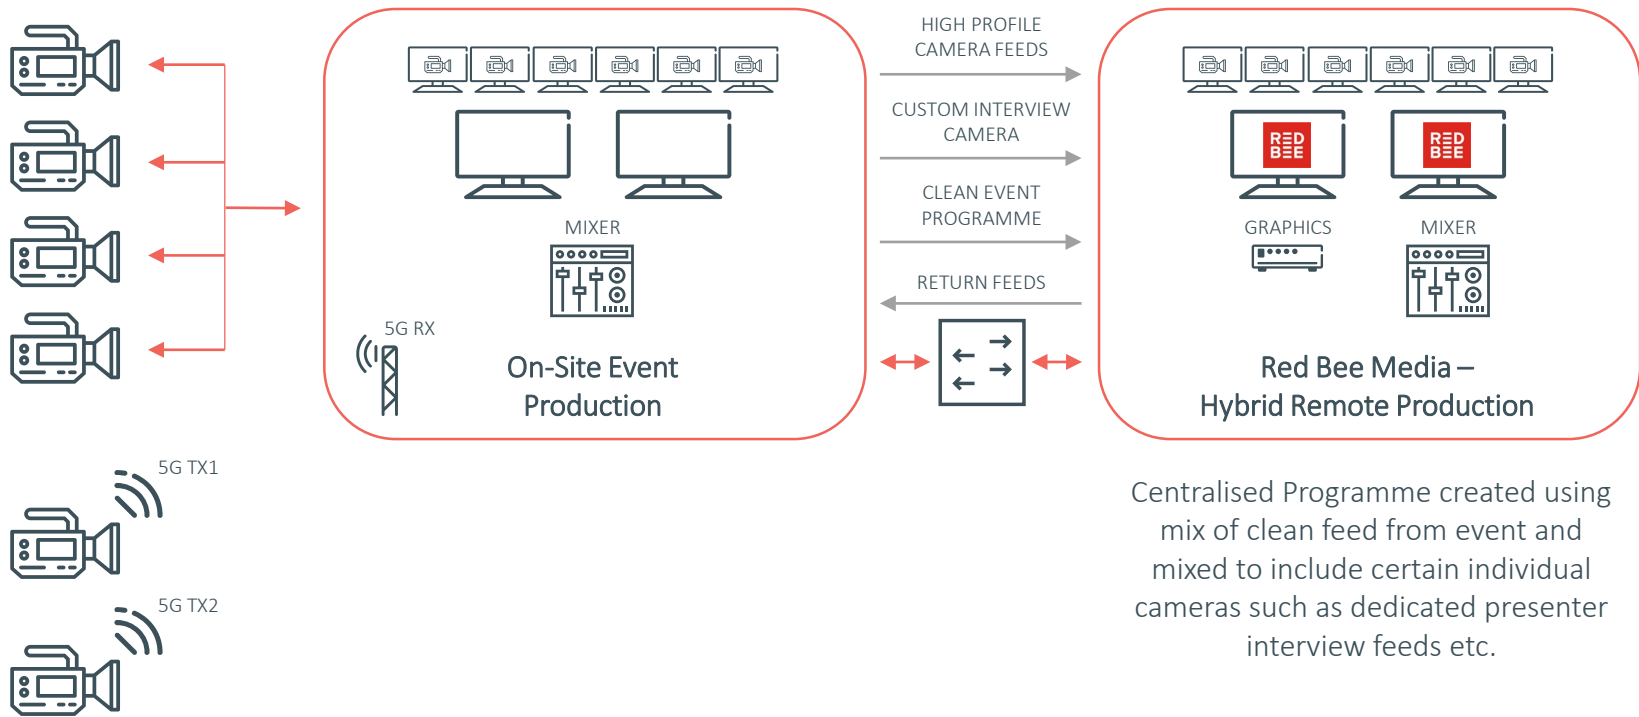 HIGH PROFILE
CAMERA FEEDS
CUSTOM INTERVIEW
CAMERA
CLEAN EVENT
PROGRAMME
RETURN FEEDS
MIXER
5G RX
On-Site Event
Production
RED
BEE
RED
BEE
GRAPHICS
MIXER
Red Bee Media –
Hybrid Remote Production
5G TX1
5G TX2
Centralised Programme created using
mix of clean feed from event and
mixed to include certain individual
cameras such as dedicated presenter
interview feeds etc.